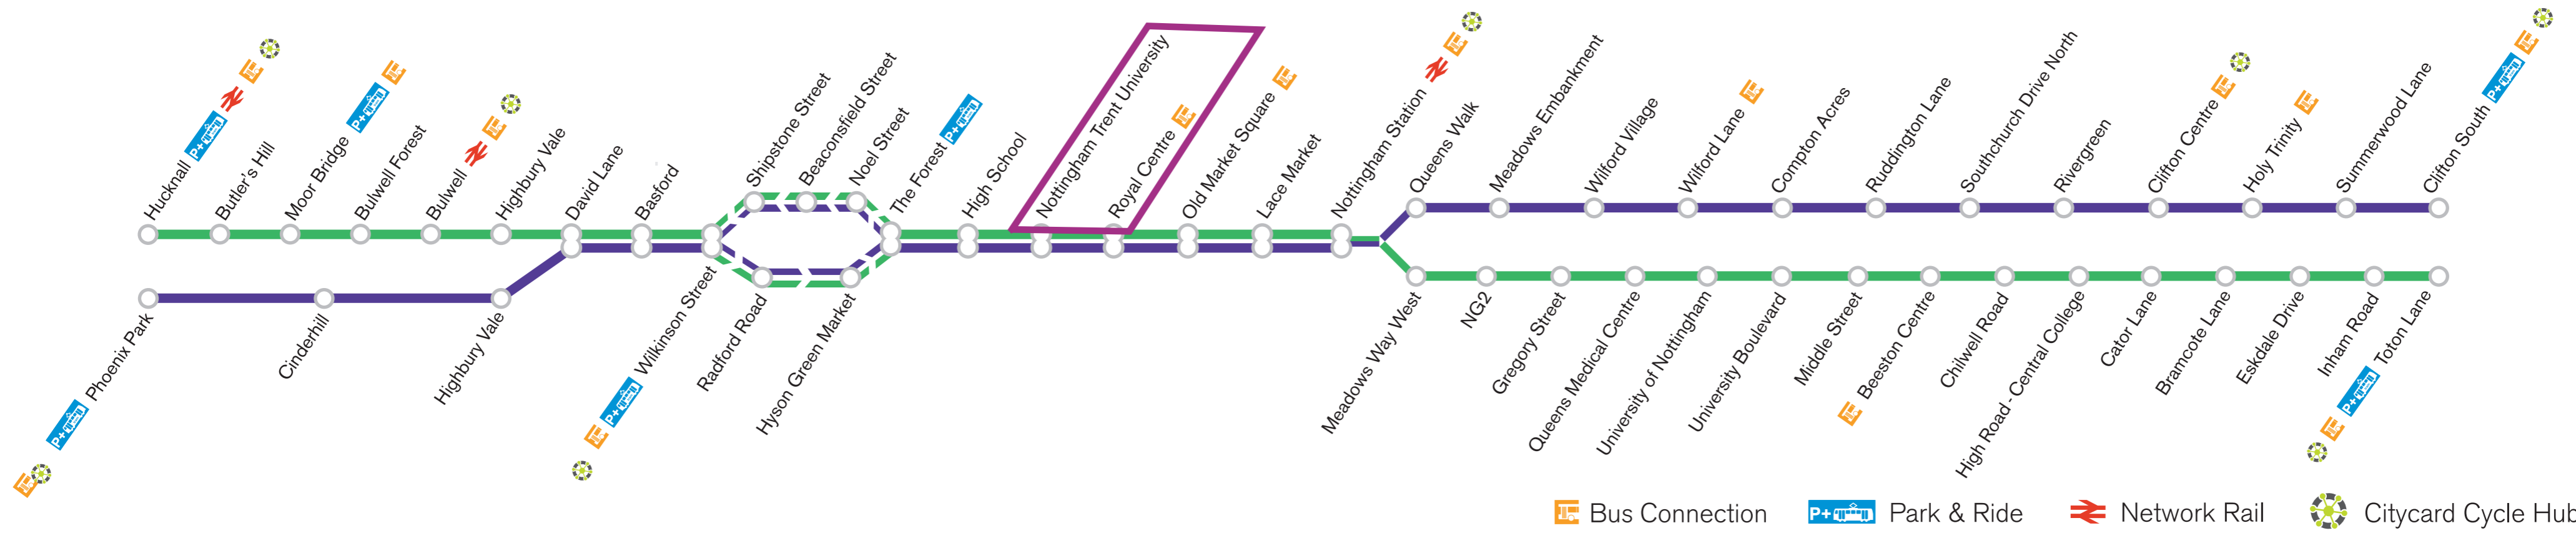 Hucknall P+
Butler's Hill
Moor Bridge P+
Bulwell Forest
Bulwell
Highbury Vale
David Lane
Basford
Shipstone Street
Beaconsfield Street
Noel Street
The Forest P+
High School
Nottingham Trent University
Royal Centre
Old Market Square
Lace Market
Nottingham Station
Queens Walk
Meadows Embankment
Wilford Village
Wilford Lane
Compton Acres
Ruddington Lane
Southchurch Drive North
Rivergreen
Clifton Centre
Holy Trinity
Summerwood Lane
Clifton South P+
P+ Phoenix Park
Cinderhill
Highbury Vale
P+ Wilkinson Street
Radford Road
Hyson Green Market
Meadows Way West
NG2
Gregory Street
Queens Medical Centre
University of Nottingham
University Boulevard
Middle Street
Beeston Centre
Chilwell Road
High Road - Central College
Cator Lane
Bramcote Lane
Eskdale Drive
Inham Road
P+ Toton Lane
Bus Connection
P+ Park & Ride
Network Rail
Citycard Cycle Hub